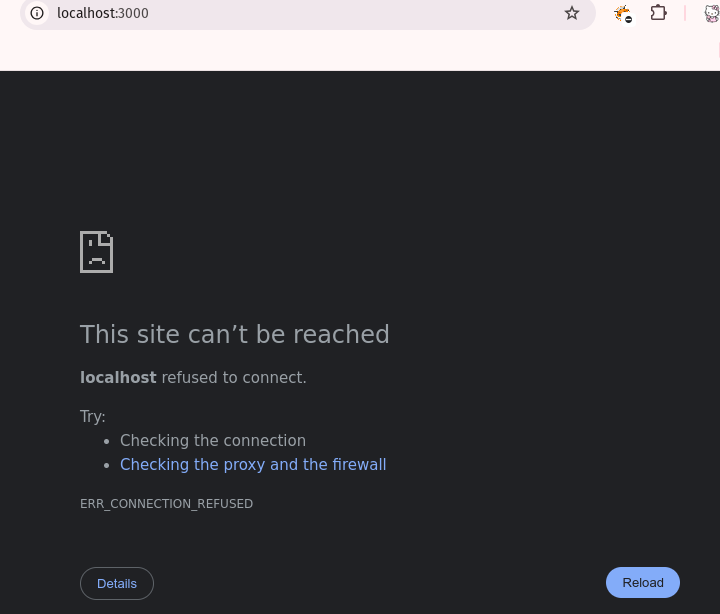 localhost:3000
This site can’t be reached
localhost refused to connect.
Try:
Checking the connection
Checking the proxy and the firewall
ERR_CONNECTION_REFUSED
Details
Reload